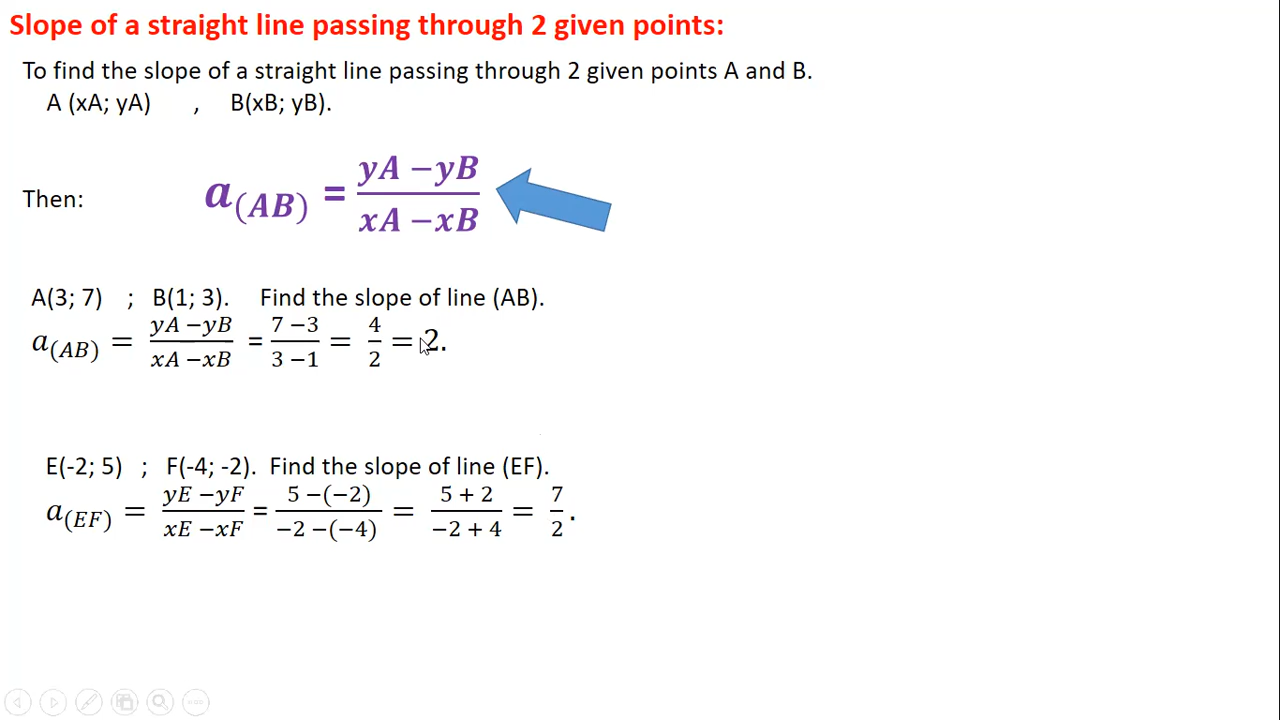 Slope of a straight line passing through 2 given points:
To find the slope of a straight line passing through 2 given points A and B.
A (xA; yA) , B(xB; yB).
Then: a(AB) = (yA −yB)/(xA −xB)
A(3; 7) ; B(1; 3). Find the slope of line (AB).
a(AB) = (yA −yB)/(xA −xB) = (7 −3)/(3 −1) = 4/2 = 2.
E(-2; 5) ; F(-4; -2). Find the slope of line (EF).
a(EF) = (yE −yF)/(xE −xF) = (5 −(−2))/(−2 −(−4)) = (5 + 2)/(−2 + 4) = 7/2.